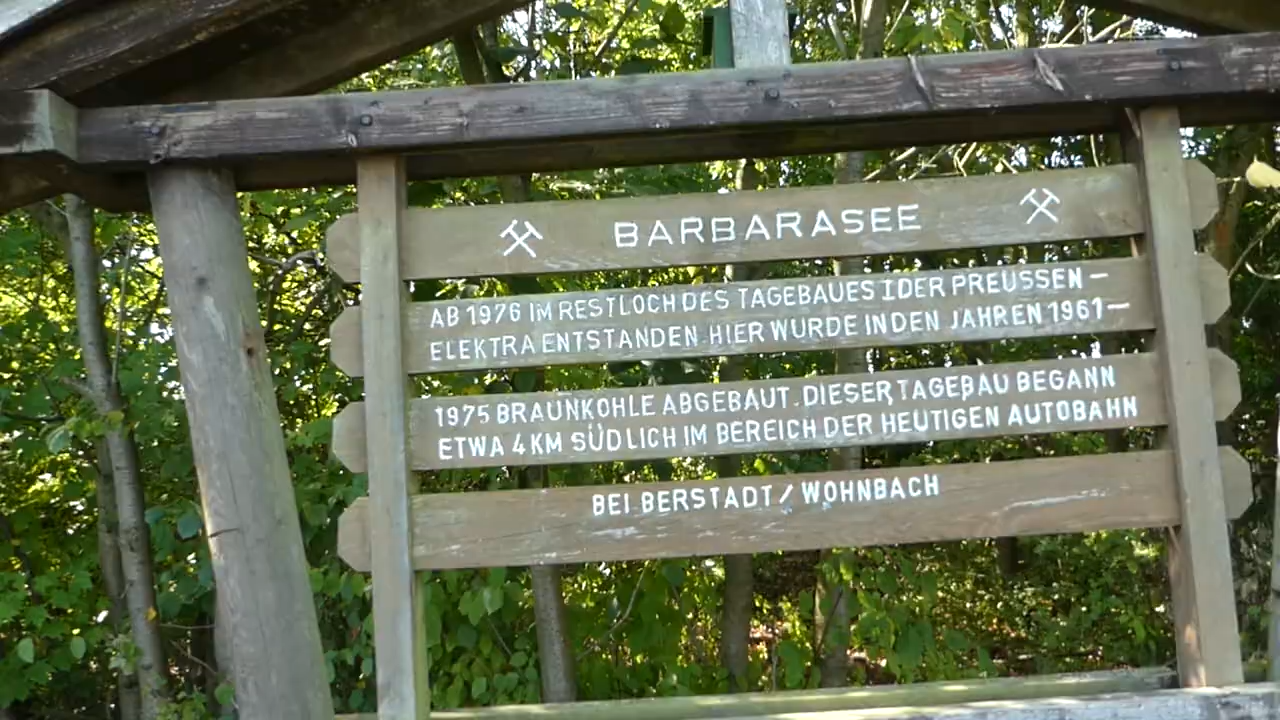 BARBARASEE
AB 1976 IM RESTLOCH DES TAGEBAUES I DER PREUSSEN –
ELEKTRA ENTSTANDEN. HIER WURDE IN DEN JAHREN 1961 –
1975 BRAUNKOHLE ABGEBAUT. DIESER TAGEBAU BEGANN
ETWA 4 KM SÜDLICH IM BEREICH DER HEUTIGEN AUTOBAHN
BEI BERSTADT / WOHNBACH